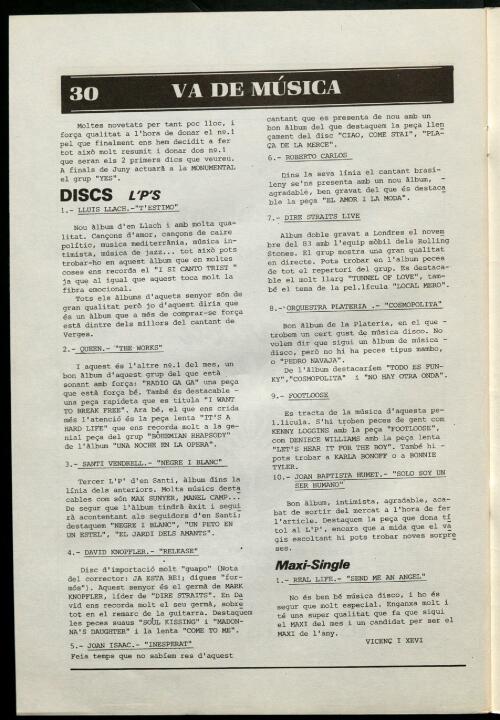 30 VA DE MÚSICA
Moltes novetats per tant poc lloc, i
força qualitat a l'hora de donar el nº.1
pel que finalment ens hem decidit a fer
tot això molt resumit i donar dos nº.1
que seran els 2 primers dics que veureu.
A finals de Juny actuarà a la MONUMENTAL
el grup "YES".
DISCS L'P'S
1.- LLUIS LLACH.-"T'ESTIMO"
Nou àlbum d'en Llach i amb molta qua-
litat. Cançons d'amor, cançons de caire
polític, musica mediterrània, música in-
timista, música de jazz... tot això pots
trobar-ho en aquest àlbum que en moltes
coses ens recorda el "I SI CANTO TRIST "
ja que al igual que aquest toca molt la
fibra emocional.
Tots els àlbums d'aquets senyor són de
gran qualitat però jo d'aquest diria que
és un àlbum que a més de comprar-se força
està dintre dels millors del cantant de
Verges.
2.- QUEEN.- "THE WORKS"
I aquest és l'altre nº.1 del mes, un
bon àlbum d'aquest grup del que està
sonant amb força: "RADIO GA GA" una peça
que està força bé. També és destacable -
una peça rapideta que es titula "I WANT
TO BREAK FREE". Ara bé, el que ens crida
més l'atenció és la peça lenta "IT'S A
HARD LIFE" que ens recorda molt a la ge-
nial peça del grup "BOHEMIAN RHAPSODY"
de l'àlbum "UNA NOCHE EN LA OPERA".
3.- SANTI VENDRELL.- "NEGRE I BLANC"
Tercer L'P' d'en Santi, àlbum dins la
línia dels anteriors. Molts músics desta
cables com són MAX SUNYER, MANEL CAMP...
De segur que l'àlbum tindrà èxit i segui
rà acontentant als seguidors d'en Santi;
destaquem "NEGRE I BLANC", "UN PETO EN
UN ESTEL", "EL JARDI DELS AMANTS".
4.- DAVID KNOPFLER.- "RELEASE"
Disc d'importació molt "guapo" (Nota
del corrector: JA ESTA BE!; digues "for-
mós"). Aquest senyor és el germà de MARK
KNOPFLER, líder de "DIRE STRAITS". En Da
vid ens recorda molt el seu germà, sobre
tot en el remarc de la guitarra. Destaquem
les peces suaus "SOUL KISSING" i "MADON-
NA'S DAUGHTER" i la lenta "COME TO ME".
5.- JOAN ISAAC.- "INESPERAT"
Feia temps que no sabíem res d'aquest
cantant que es presenta de nou amb un
bon àlbum del que destaquem la peça llen
çament del disc "CIAO, COME STAI", "PLA-
ÇA DE LA MERCE".
6.- ROBERTO CARLOS
Dins la seva línia el cantant brasi-
leny se'ns presenta amb un nou àlbum, -
agradable, ben gravat del que és destaca
ble la peça "EL AMOR I LA MODA".
7.- DIRE STRAITS LIVE
Album doble gravat a Londres el novem
bre del 83 amb l'equip mòbil dels Rolling
Stones. El grup mostra una gran qualitat
en directe. Pots trobar en l'album peces
de tot el repertori del grup. Es destaca-
ble el molt llarg "TUNNEL OF LOVE", tam-
bé el tema de la pel.lícula "LOCAL HERO".
8.- ORQUESTRA PLATERIA .- "COSMOPOLITA"
Bon àlbum de la Plateria, en el que -
trobem un cert gust de música disco. No
volem dir que sigui un àlbum de música -
disco, però no hi ha peces tipus mambo,
o "PEDRO NAVAJA".
De l'àlbum destacaríem "TODO ES FUN-
KY","COSMOPOLITA" i "NO HAY OTRA ONDA".
9.- FOOTLOOSE
Es tracta de la música d'aquesta pe-
l.lícula. S'hi troben peces de gent com
KENNY LOGGINS amb la peça "FOOTLOOSE",
com DENIECE WILLIAMS amb la peça lenta
"LET'S HEAR IT FOR THE BOY". També hi -
pots trobar a KARLA BONOFF o a BONNIE
TYLER.
10.- JOAN BAPTISTA HUMET.- "SOLO SOY UN
SER HUMANO"
Bon àlbum, intimista, agradable, aca-
bat de sortir del mercat a l'hora de fer
l'article. Destaquem la peça que dona tí
tol al L'P', encara que a mida que el va
gis escoltant hi pots trobar noves sorpre
ses.
Maxi-Single
1.- REAL LIFE.- "SEND ME AN ANGEL"
No és ben bé música disco, i ho és
segur que molt especial. Enganxa molt i
té una super qualitat que fa que sigui
el MAXI del mes i un candidat per ser el
MAXI de l'any.
VICENÇ I XEVI